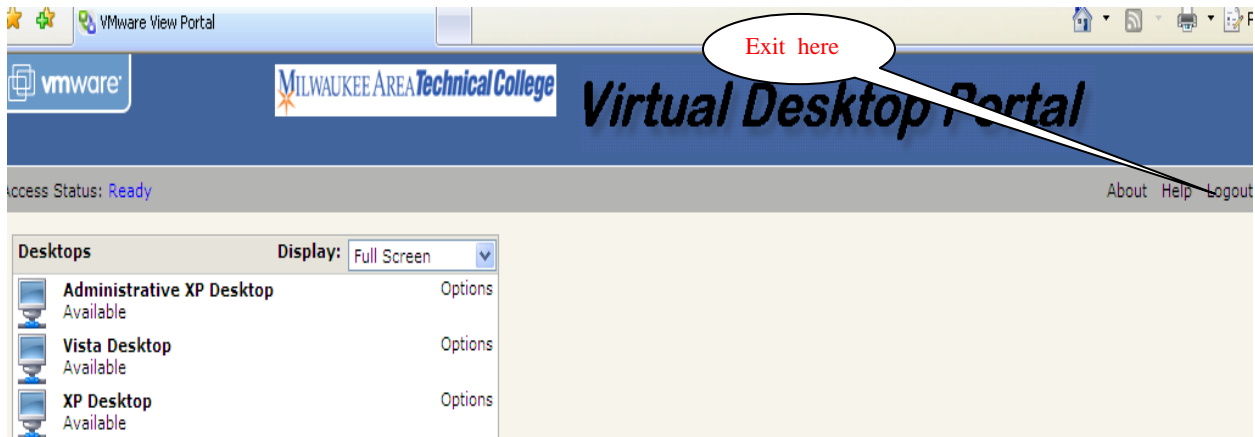 VMware View Portal
Exit here
vmware
MILWAUKEE AREA Technical College
Virtual Desktop Portal
Access Status: Ready
About Help Logout
Desktops Display: Full Screen
Administrative XP Desktop Options
Available
Vista Desktop Options
Available
XP Desktop Options
Available